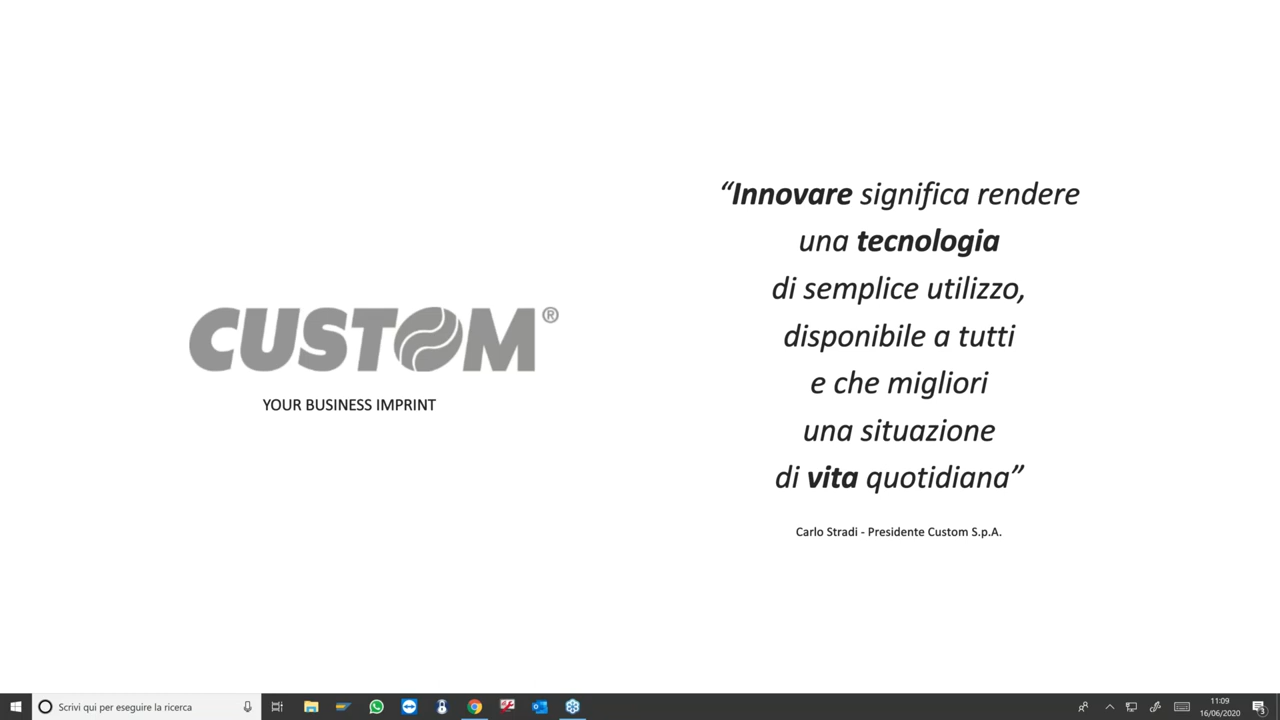 CUSTOM®
YOUR BUSINESS IMPRINT
“Innovare significa rendere
una tecnologia
di semplice utilizzo,
disponibile a tutti
e che migliori
una situazione
di vita quotidiana”
Carlo Stradi - Presidente Custom S.p.A.
Scrivi qui per eseguire la ricerca
11:09
16/06/2020
3